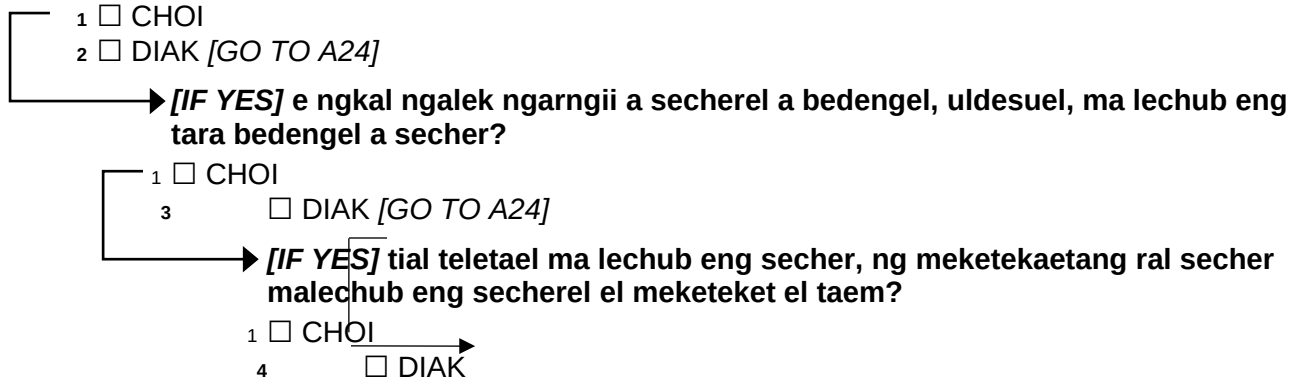 1 □ CHOI
2 □ DIAK [GO TO A24]
[IF YES] e ngkal ngalek ngarngii a secherel a bedengel, uldesuel, ma lechub eng
tara bedengel a secher?
1 □ CHOI
3 □ DIAK [GO TO A24]
[IF YES] tial teletael ma lechub eng secher, ng meketekaetang ral secher
malechub eng secherel el meketeket el taem?
1 □ CHOI
4 □ DIAK